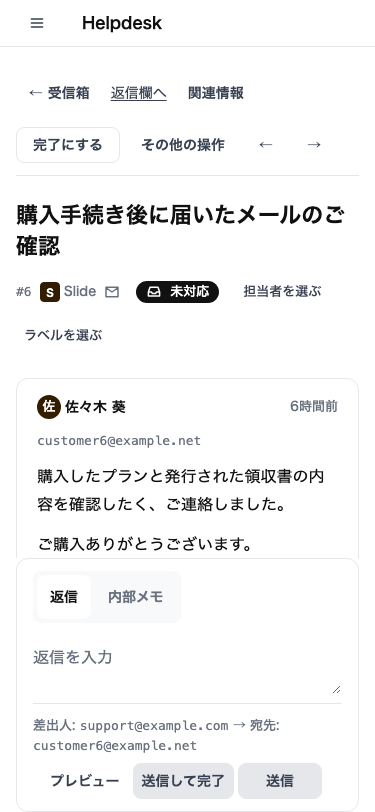 Helpdesk
← 受信箱 返信欄へ 関連情報
完了にする その他の操作 ← →
購入手続き後に届いたメールのご
確認
#6 S Slide 未対応 担当者を選ぶ
ラベルを選ぶ
佐 佐々木 葵 6時間前
customer6@example.net
購入したプランと発行された領収書の内
容を確認したく、ご連絡しました。
ご購入ありがとうございます。
返信 内部メモ
返信を入力
差出人: support@example.com → 宛先:
customer6@example.net
プレビュー 送信して完了 送信